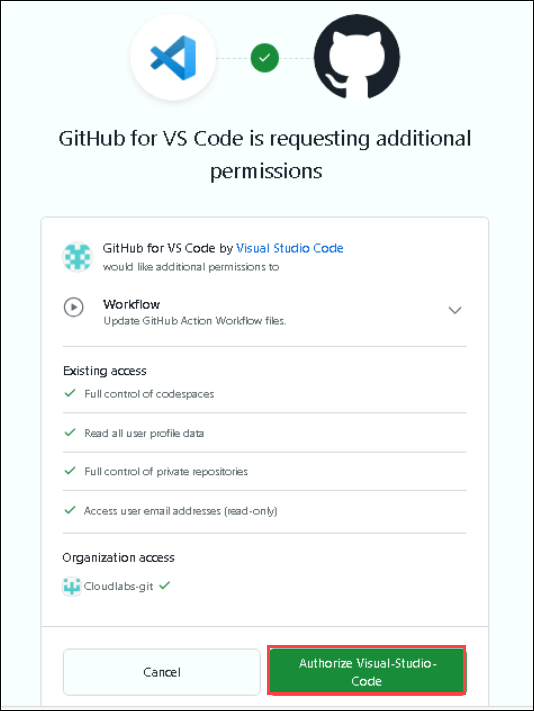 GitHub for VS Code is requesting additional
permissions
GitHub for VS Code by Visual Studio Code
would like additional permissions to
Workflow
Update GitHub Action Workflow files.
Existing access
Full control of codespaces
Read all user profile data
Full control of private repositories
Access user email addresses (read-only)
Organization access
Cloudlabs-git
Cancel
Authorize Visual-Studio-
Code